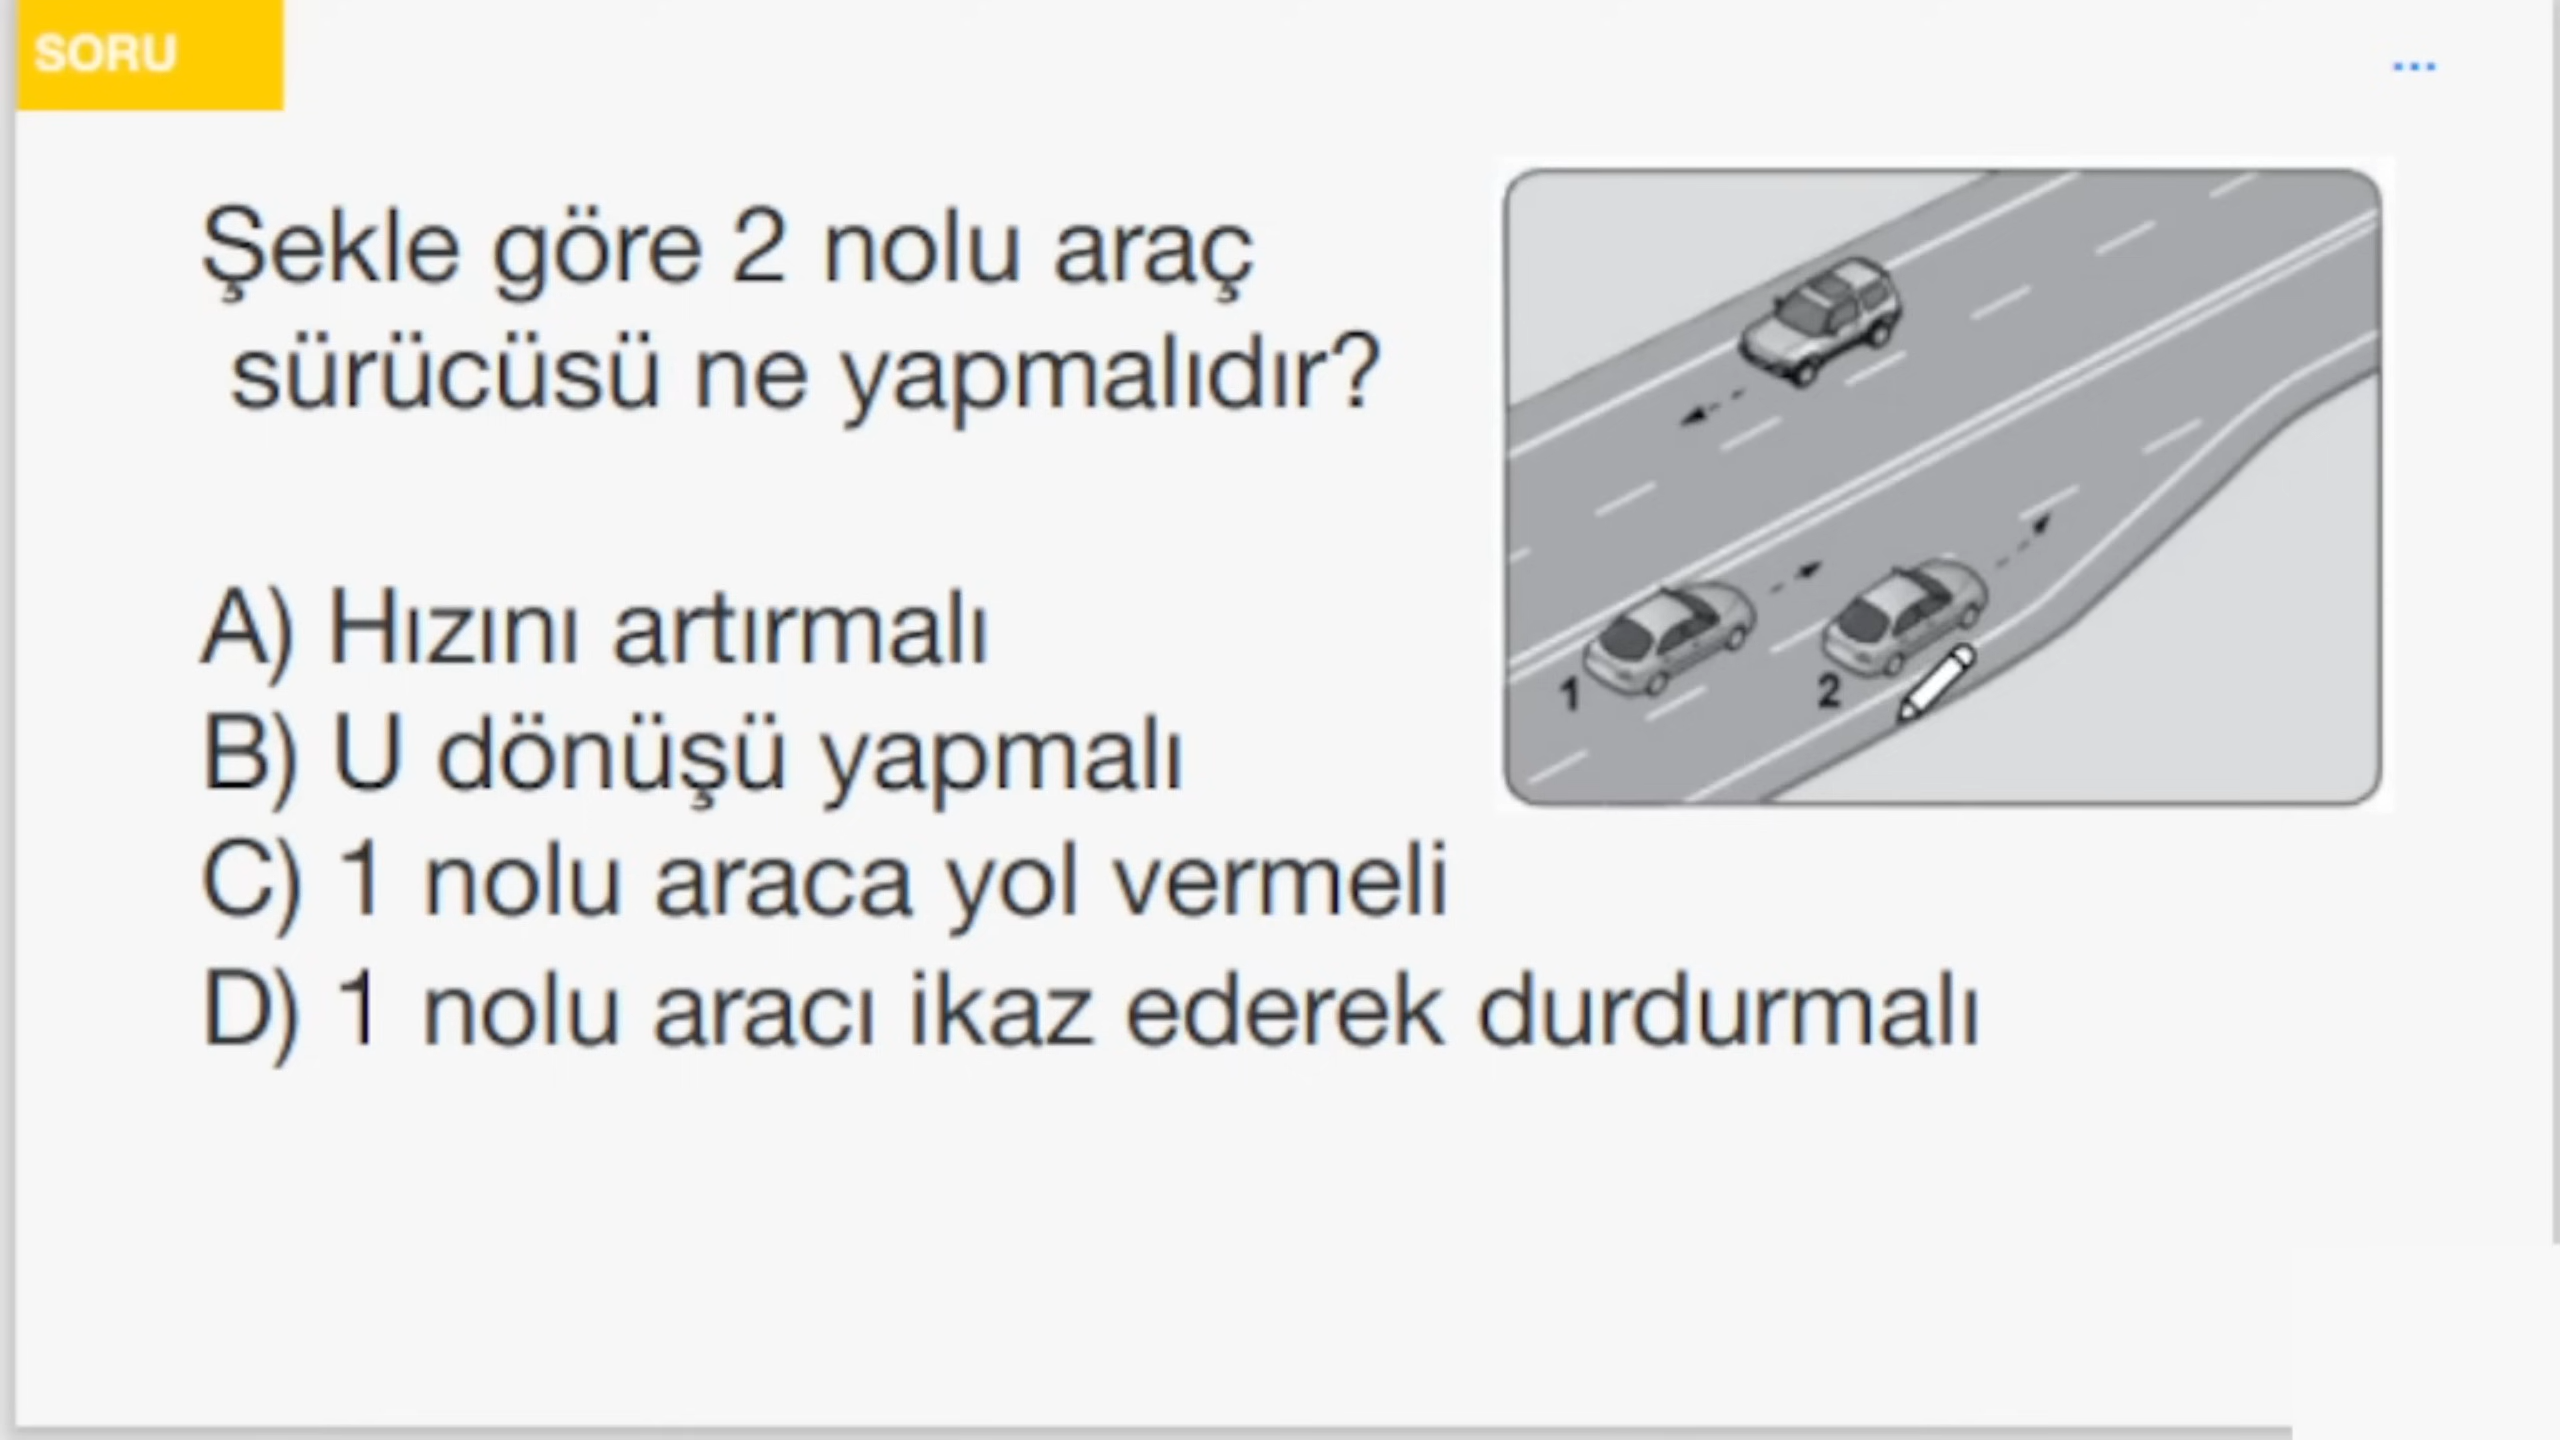 SORU
Şekle göre 2 nolu araç
sürücüsü ne yapmalıdır?
1
2
A) Hızını artırmalı
B) U dönüşü yapmalı
C) 1 nolu araca yol vermeli
D) 1 nolu aracı ikaz ederek durdurmalı